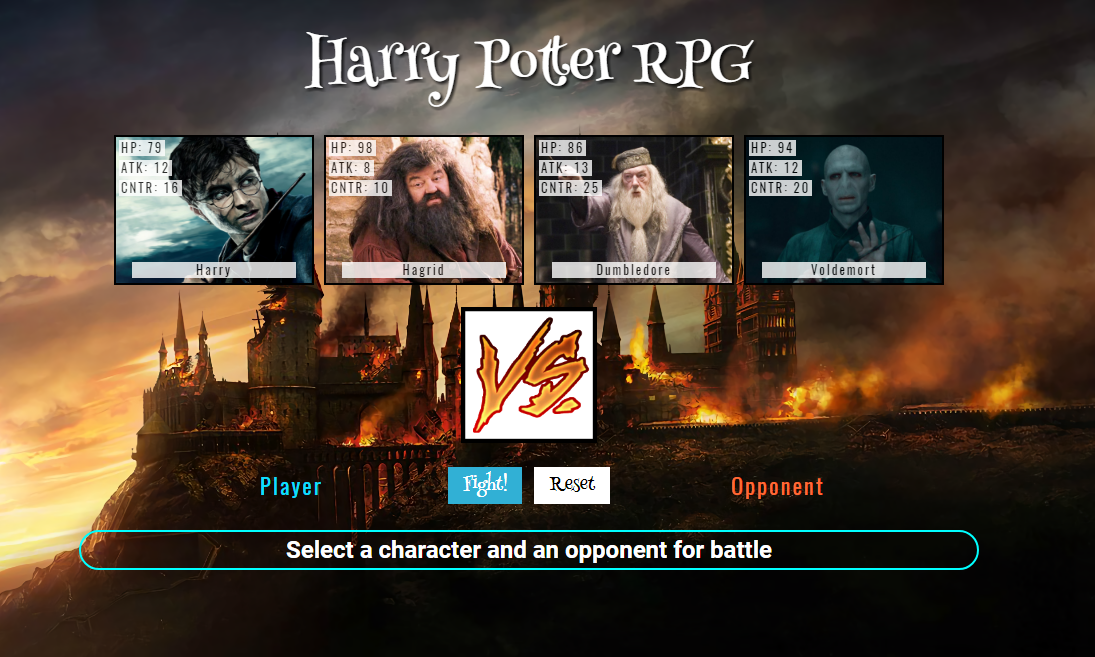 Harry Potter RPG
HP: 79
ATK: 12
CNTR: 16
Harry
HP: 98
ATK: 8
CNTR: 10
Hagrid
HP: 86
ATK: 13
CNTR: 25
Dumbledore
HP: 94
ATK: 12
CNTR: 20
Voldemort
VS.
Player
Fight!
Reset
Opponent
Select a character and an opponent for battle